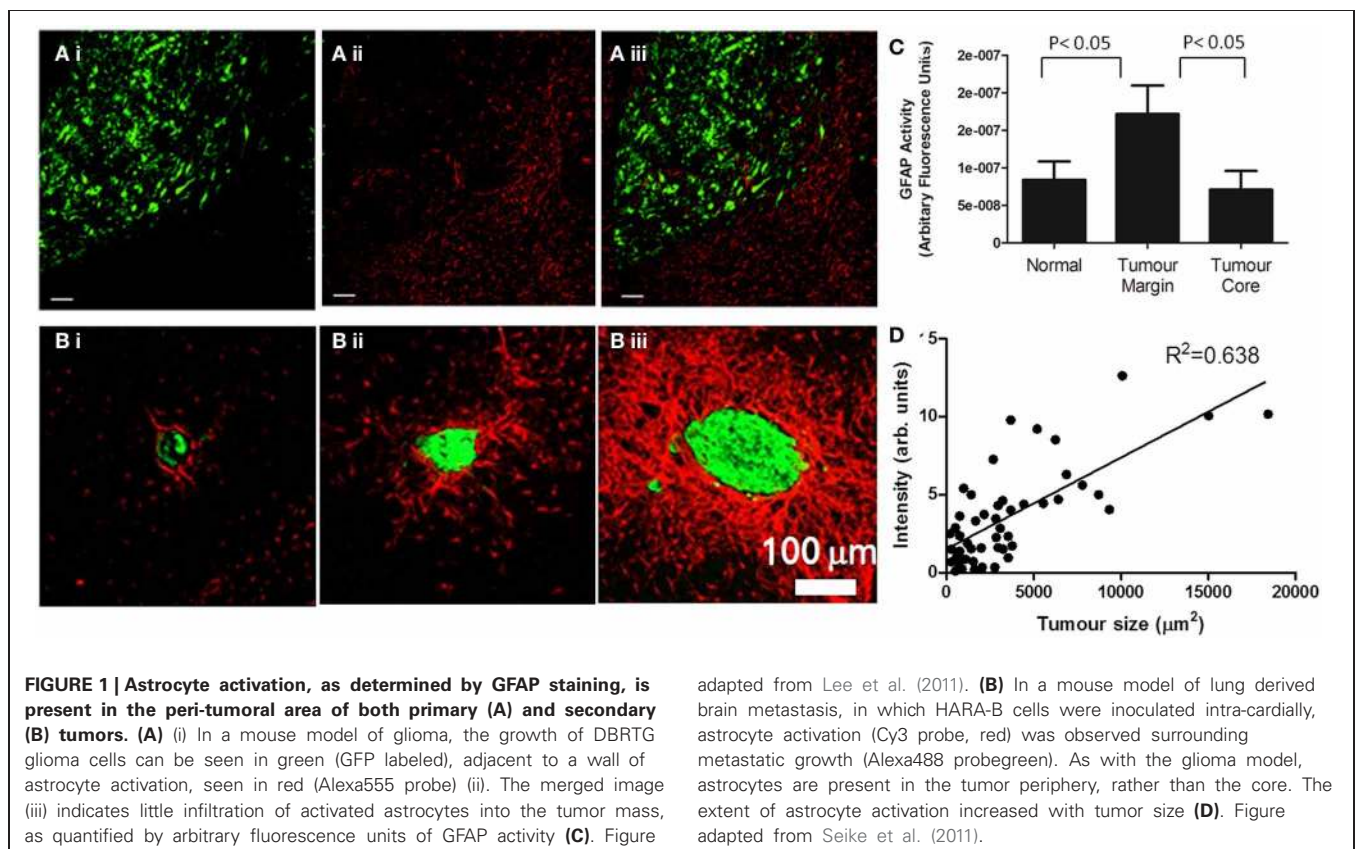 A i
A ii
A iii
C
P< 0.05
P< 0.05
GFAP Activity
(Arbitary Fluorescence Units)
2e-007
2e-007
2e-007
1e-007
5e-008
0
Normal
Tumour
Margin
Tumour
Core
B i
B ii
B iii
100 μm
D
R²=0.638
Intensity (arb. units)
15
10
5
0
0
5000
10000
15000
20000
Tumour size (μm²)
FIGURE 1 | Astrocyte activation, as determined by GFAP staining, is
present in the peri-tumoral area of both primary (A) and secondary
(B) tumors. (A) (i) In a mouse model of glioma, the growth of DBRTG
glioma cells can be seen in green (GFP labeled), adjacent to a wall of
astrocyte activation, seen in red (Alexa555 probe) (ii). The merged image
(iii) indicates little infiltration of activated astrocytes into the tumor mass,
as quantified by arbitrary fluorescence units of GFAP activity (C). Figure
adapted from Lee et al. (2011). (B) In a mouse model of lung derived
brain metastasis, in which HARA-B cells were inoculated intra-cardially,
astrocyte activation (Cy3 probe, red) was observed surrounding
metastatic growth (Alexa488 probegreen). As with the glioma model,
astrocytes are present in the tumor periphery, rather than the core. The
extent of astrocyte activation increased with tumor size (D). Figure
adapted from Seike et al. (2011).